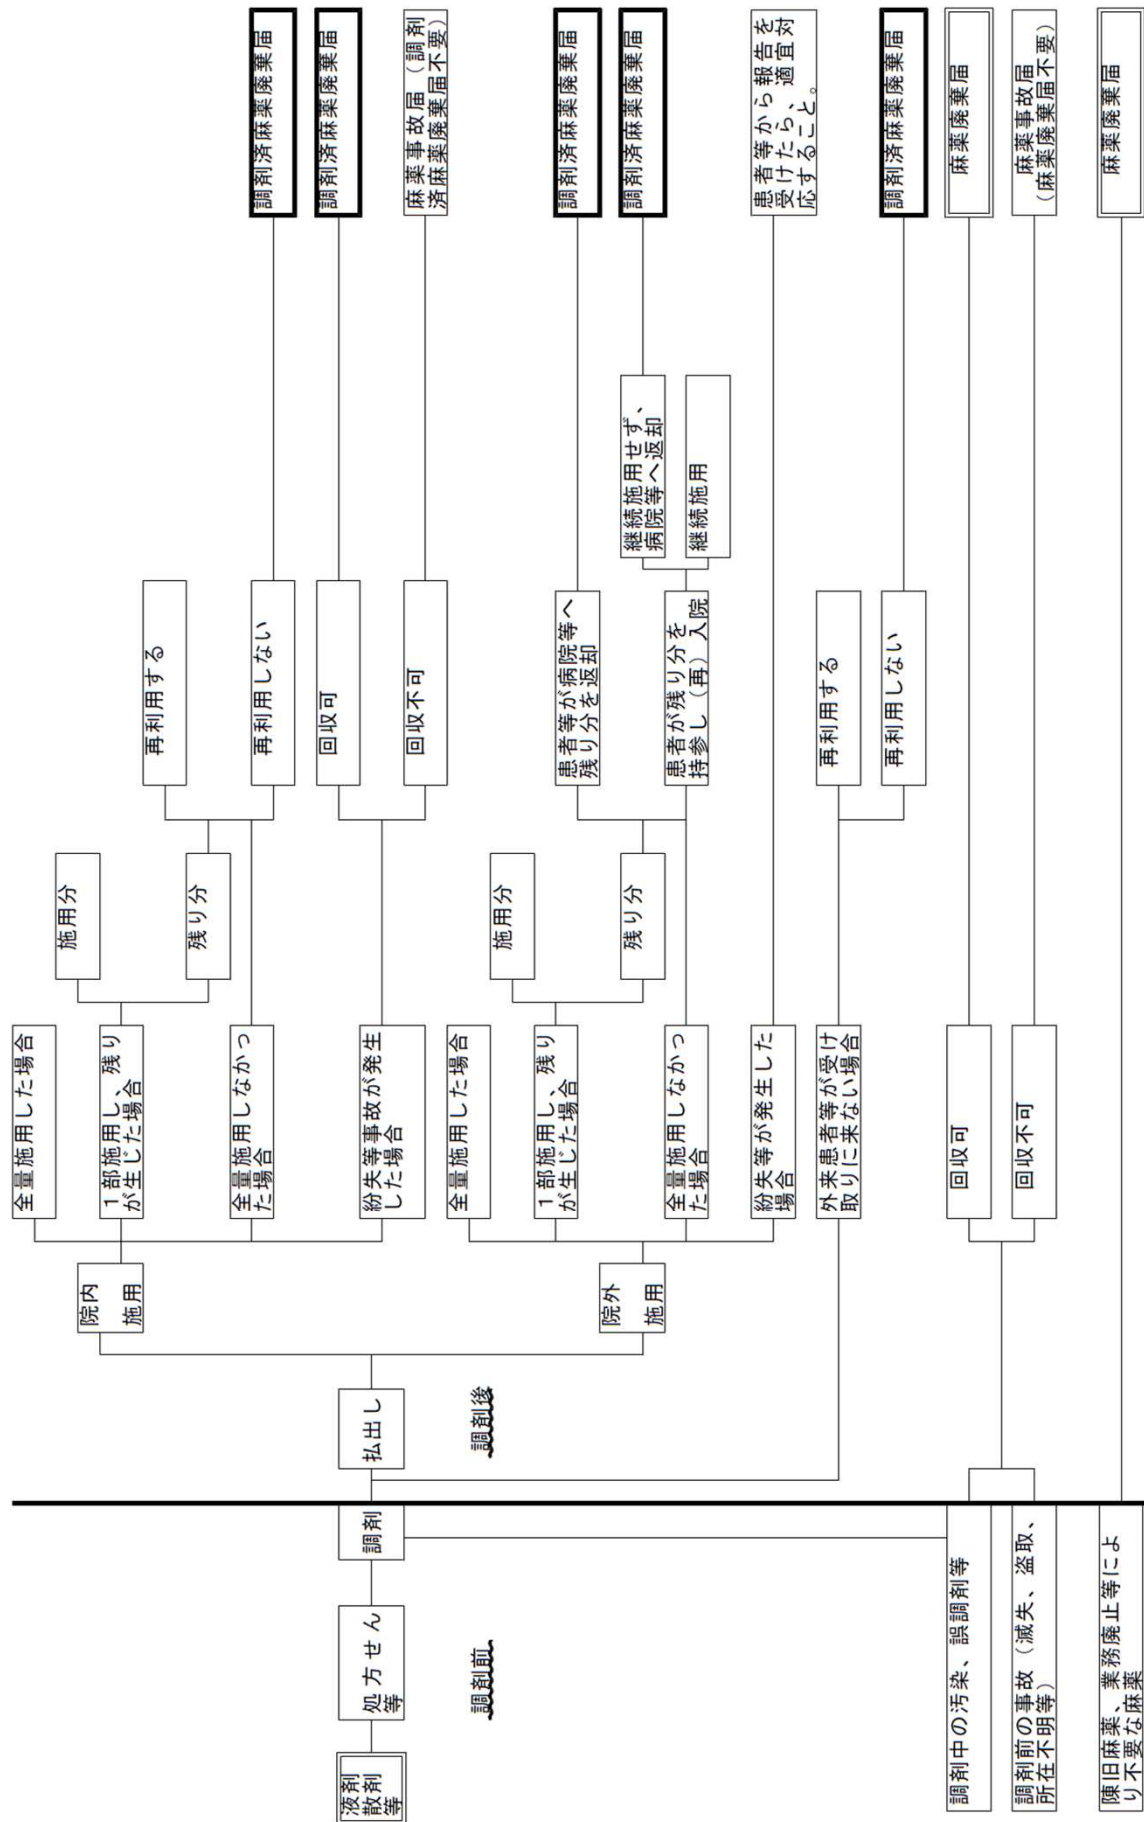 液剤
散剤
等
処方せん
等
調剤
調剤前
払出し
調剤後
院内
施用
全量施用した場合
1部施用し、残り
が生じた場合
施用分
残り分
全量施用しなかっ
た場合
再利用する
再利用しない
調剤済麻薬廃棄届
紛失等事故が発生
した場合
回収可
調剤済麻薬廃棄届
回収不可
麻薬事故届(調剤
済麻薬廃棄届不要)
院外
施用
全量施用した場合
1部施用し、残り
が生じた場合
施用分
残り分
全量施用しなかっ
た場合
患者等が病院等へ
残り分を返却
調剤済麻薬廃棄届
患者が残り分を
持参し(再)入院
継続施用せず、
病院等へ返却
調剤済麻薬廃棄届
継続施用
紛失等が発生した
場合
患者等から報告を
受けたら、適宜対
応すること。
外来患者等が受け
取りに来ない場合
再利用する
再利用しない
調剤済麻薬廃棄届
調剤中の汚染、誤調剤等
回収可
麻薬廃棄届
調剤前の事故(滅失、盗取、
所在不明等)
回収不可
麻薬事故届
(麻薬廃棄届不要)
陳旧麻薬、業務廃止等によ
り不要な麻薬
麻薬廃棄届